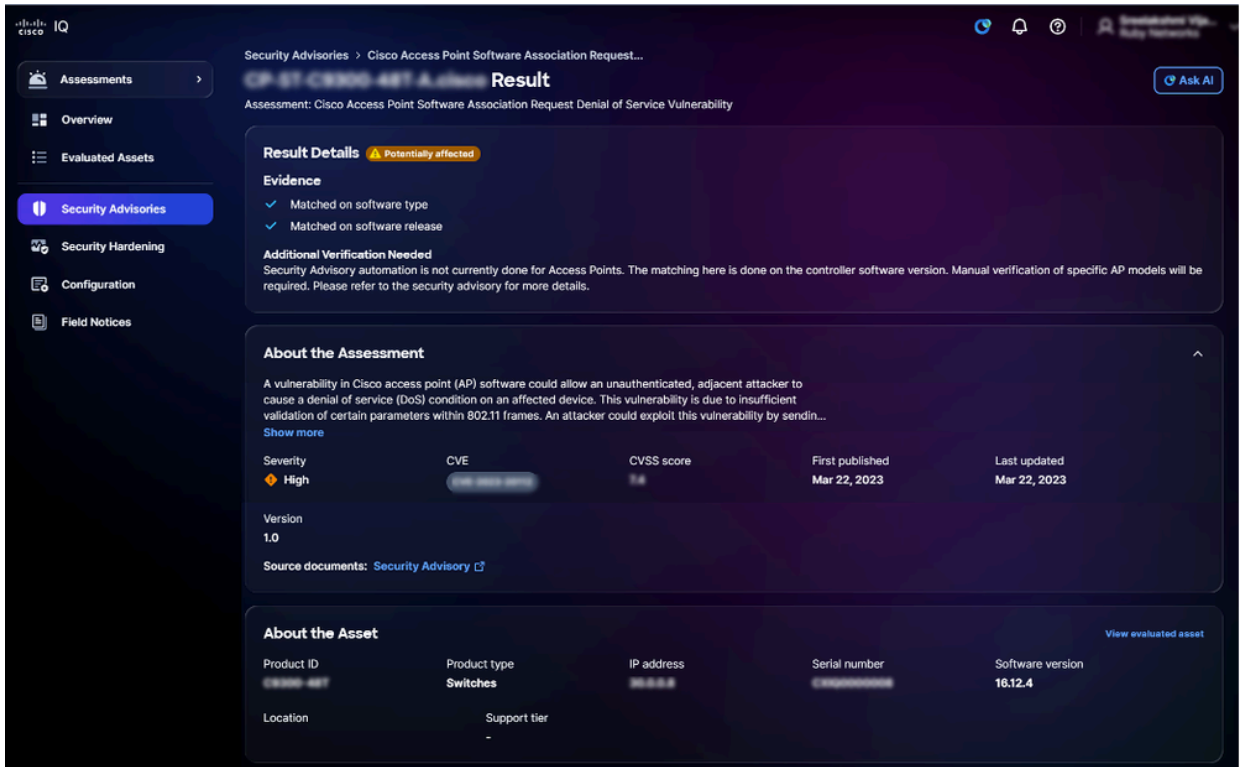 cisco IQ
Assessments
Overview
Evaluated Assets
Security Advisories
Security Hardening
Configuration
Field Notices
Security Advisories > Cisco Access Point Software Association Request...
Result
Ask AI
Assessment: Cisco Access Point Software Association Request Denial of Service Vulnerability
Result Details Potentially affected
Evidence
Matched on software type
Matched on software release
Additional Verification Needed
Security Advisory automation is not currently done for Access Points. The matching here is done on the controller software version. Manual verification of specific AP models will be
required. Please refer to the security advisory for more details.
About the Assessment
A vulnerability in Cisco access point (AP) software could allow an unauthenticated, adjacent attacker to
cause a denial of service (DoS) condition on an affected device. This vulnerability is due to insufficient
validation of certain parameters within 802.11 frames. An attacker could exploit this vulnerability by sendin...
Show more
Severity CVE CVSS score First published Last updated
High Mar 22, 2023 Mar 22, 2023
Version
1.0
Source documents: Security Advisory
About the Asset View evaluated asset
Product ID Product type IP address Serial number Software version
Switches 16.12.4
Location Support tier
-